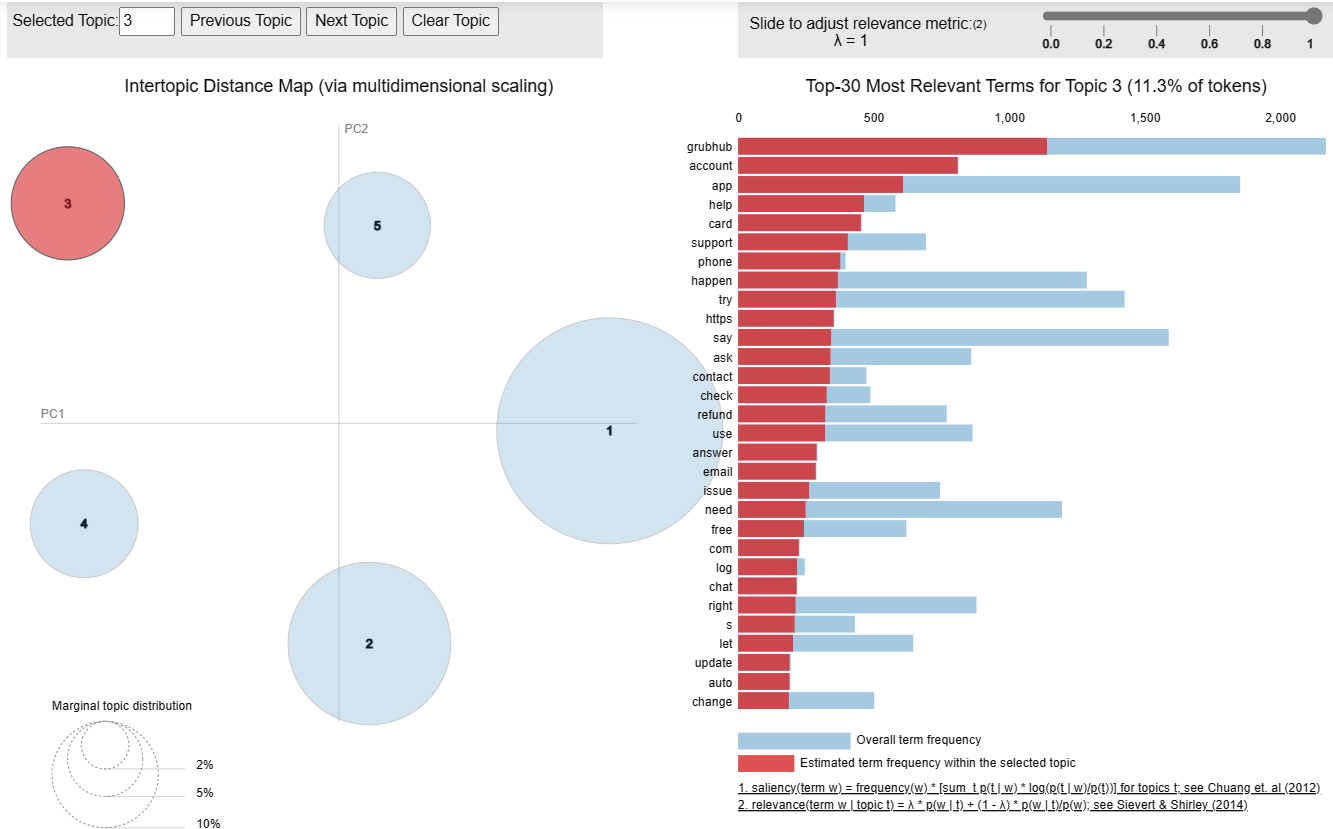 Selected Topic: 3 Previous Topic Next Topic Clear Topic
Slide to adjust relevance metric:(2)
λ = 1
0.0 0.2 0.4 0.6 0.8 1
Intertopic Distance Map (via multidimensional scaling)
PC2
PC1
3
5
1
4
2
Marginal topic distribution
2%
5%
10%
Top-30 Most Relevant Terms for Topic 3 (11.3% of tokens)
0 500 1,000 1,500 2,000
grubhub
account
app
help
card
support
phone
happen
try
https
say
ask
contact
check
refund
use
answer
email
issue
need
free
com
log
chat
right
s
let
update
auto
change
Overall term frequency
Estimated term frequency within the selected topic
1. saliency(term w) = frequency(w) * [sum_t p(t | w) * log(p(t | w)/p(t))] for topics t; see Chuang et. al (2012)
2. relevance(term w | topic t) = λ * p(w | t) + (1 - λ) * p(w | t)/p(w); see Sievert & Shirley (2014)